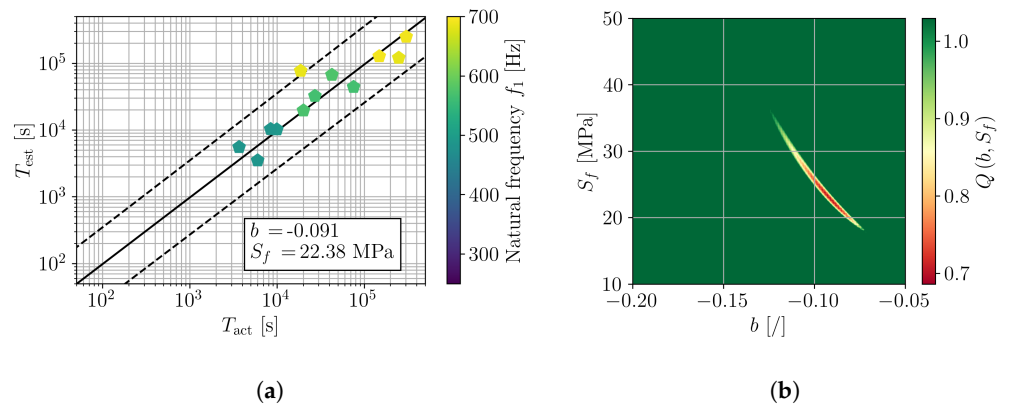 10^5
10^4
10^3
10^2
T_est [s]
10^2
10^3
10^4
10^5
T_act [s]
b =-0.091
S_f =22.38 MPa
700
600
500
400
300
Natural frequency f_1 [Hz]
(a)
50
40
30
20
10
S_f [MPa]
−0.20
−0.15
−0.10
−0.05
b [/]
1.0
0.9
0.8
0.7
Q (b, S_f)
(b)